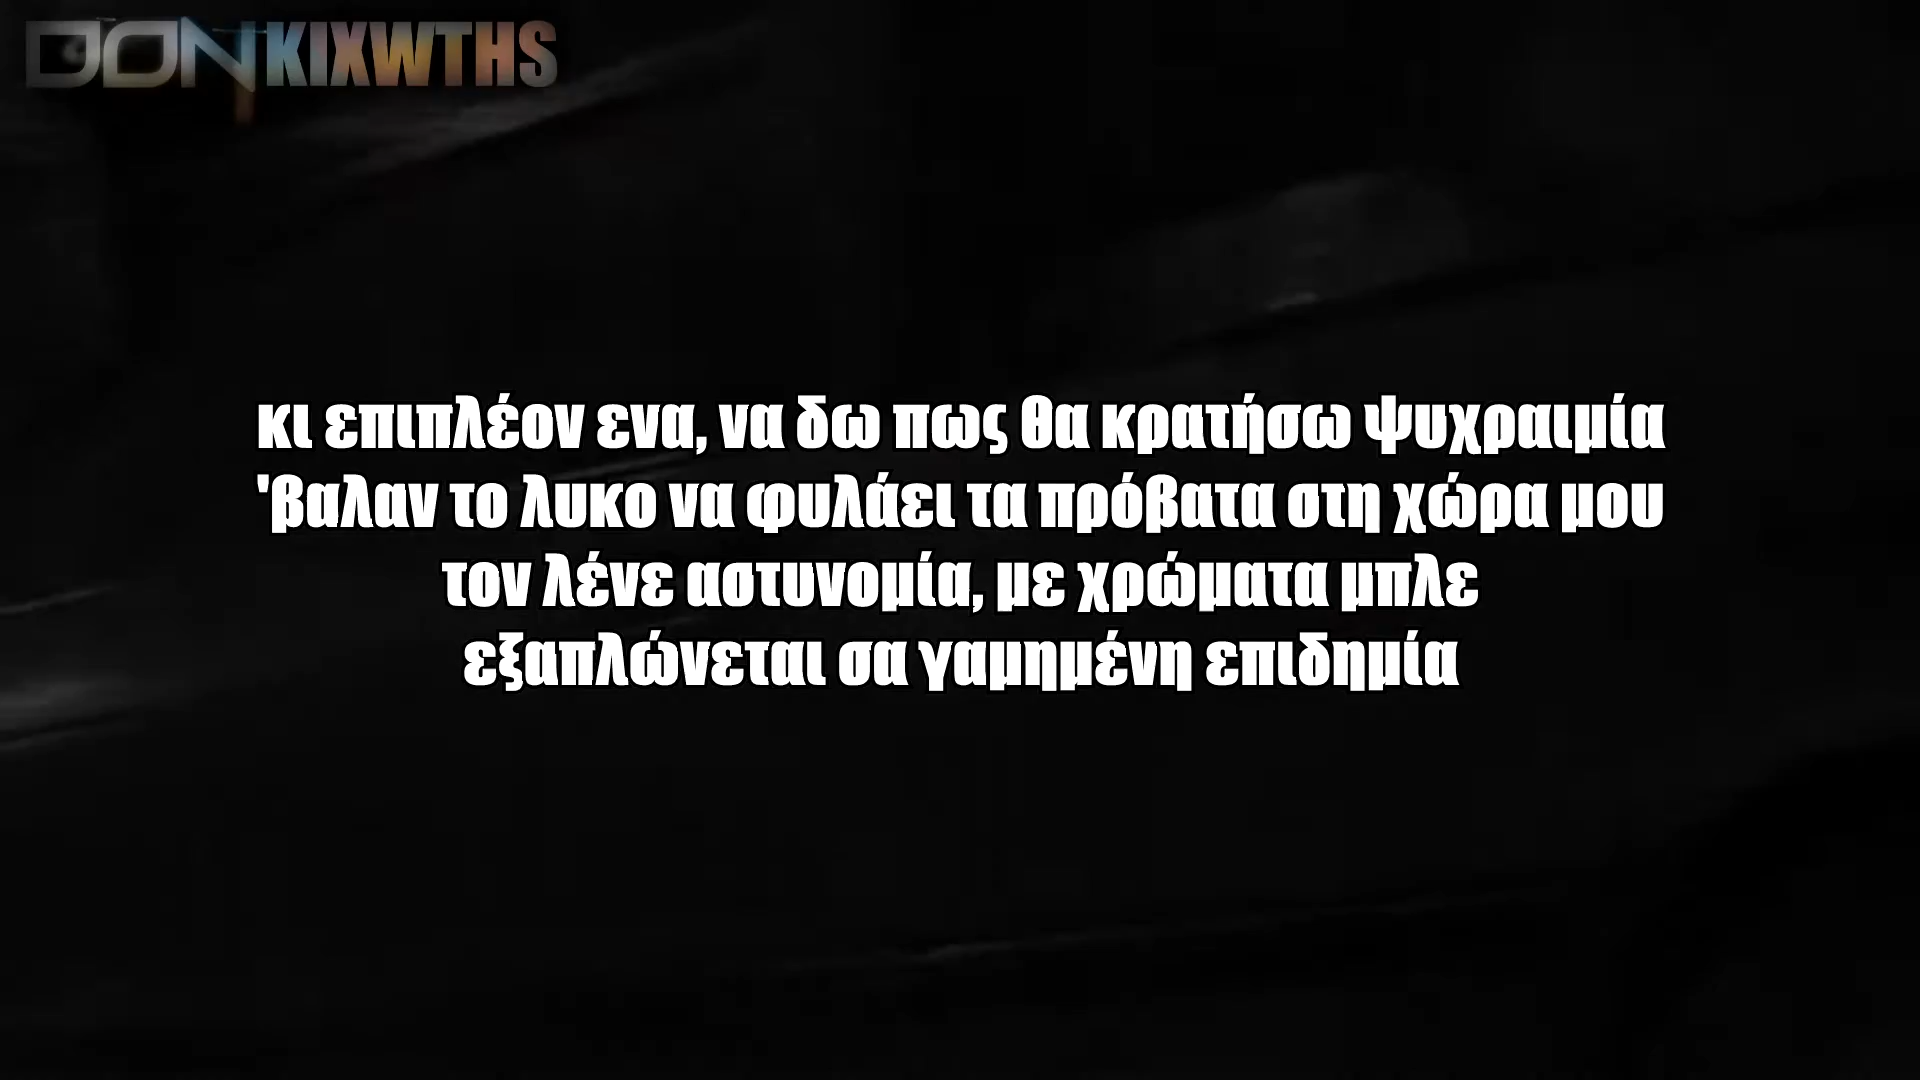 DON KIXWTHS
κι επιπλέον ενα, να δω πως θα κρατήσω ψυχραιμία
'βαλαν το λυκο να φυλάει τα πρόβατα στη χώρα μου
τον λένε αστυνομία, με χρώματα μπλε
εξαπλώνεται σα γαμημένη επιδημία